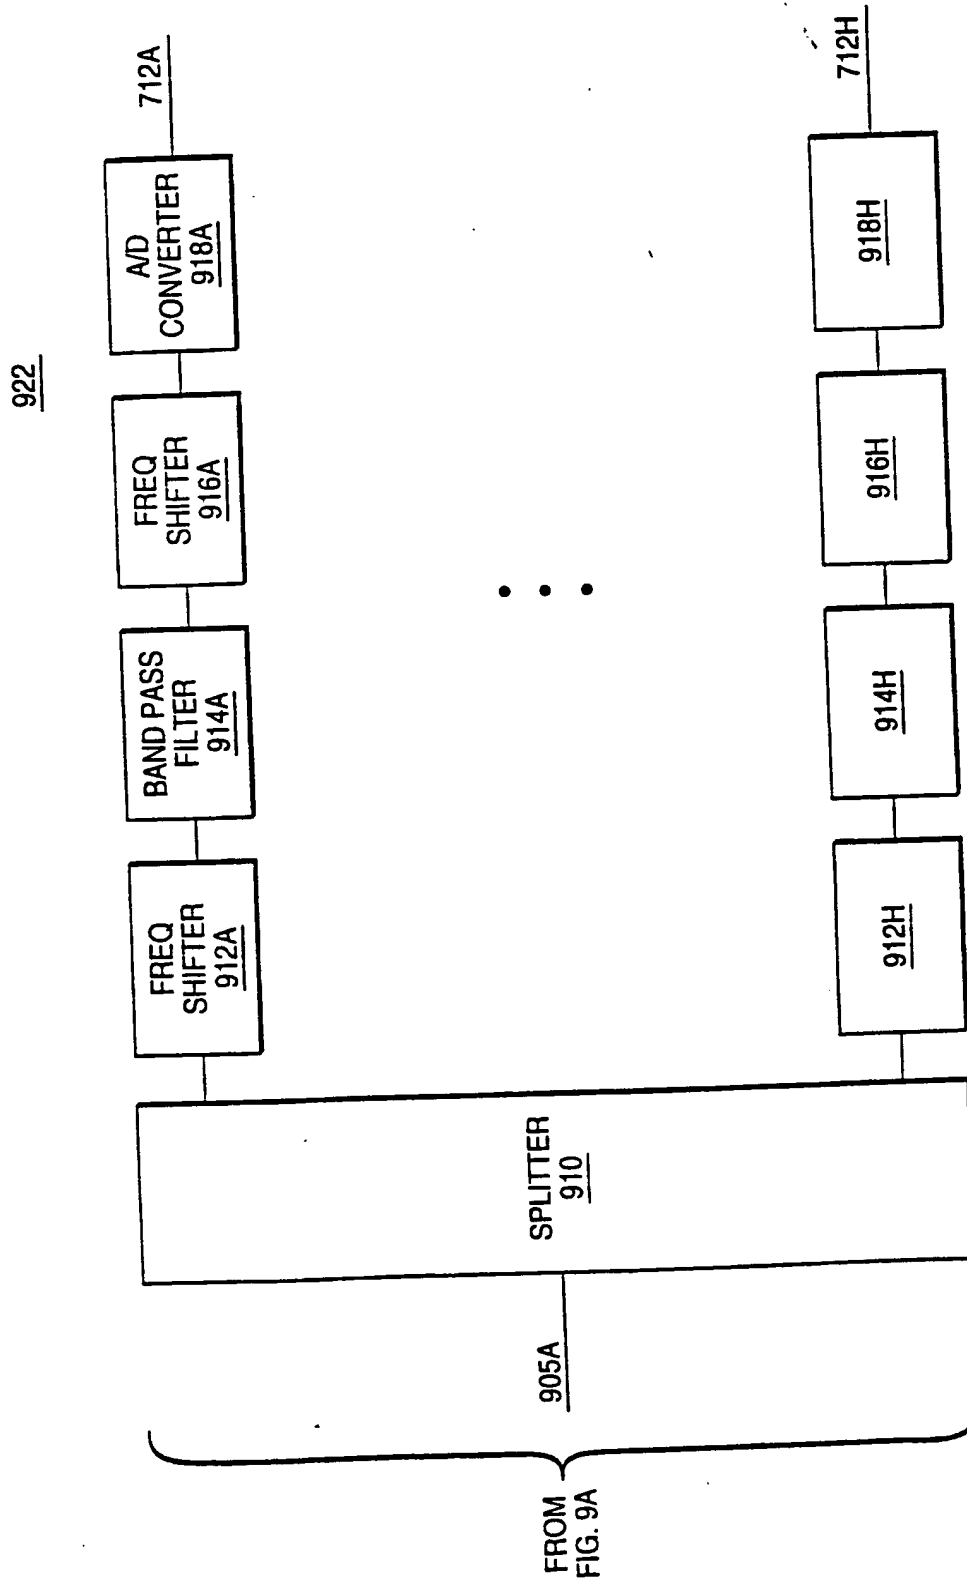 922
FROM
FIG. 9A
905A
SPLITTER
910
FREQ
SHIFTER
912A
BAND PASS
FILTER
914A
FREQ
SHIFTER
916A
A/D
CONVERTER
918A
712A
912H
914H
916H
918H
712H